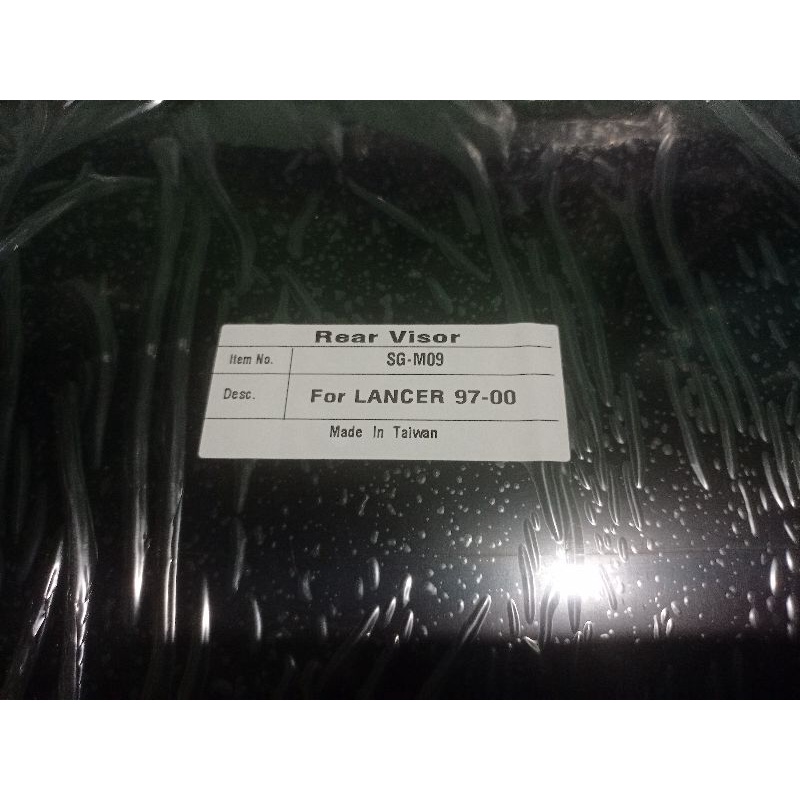 Rear Visor
Item No. SG-M09
Desc. For LANCER 97-00
Made In Taiwan